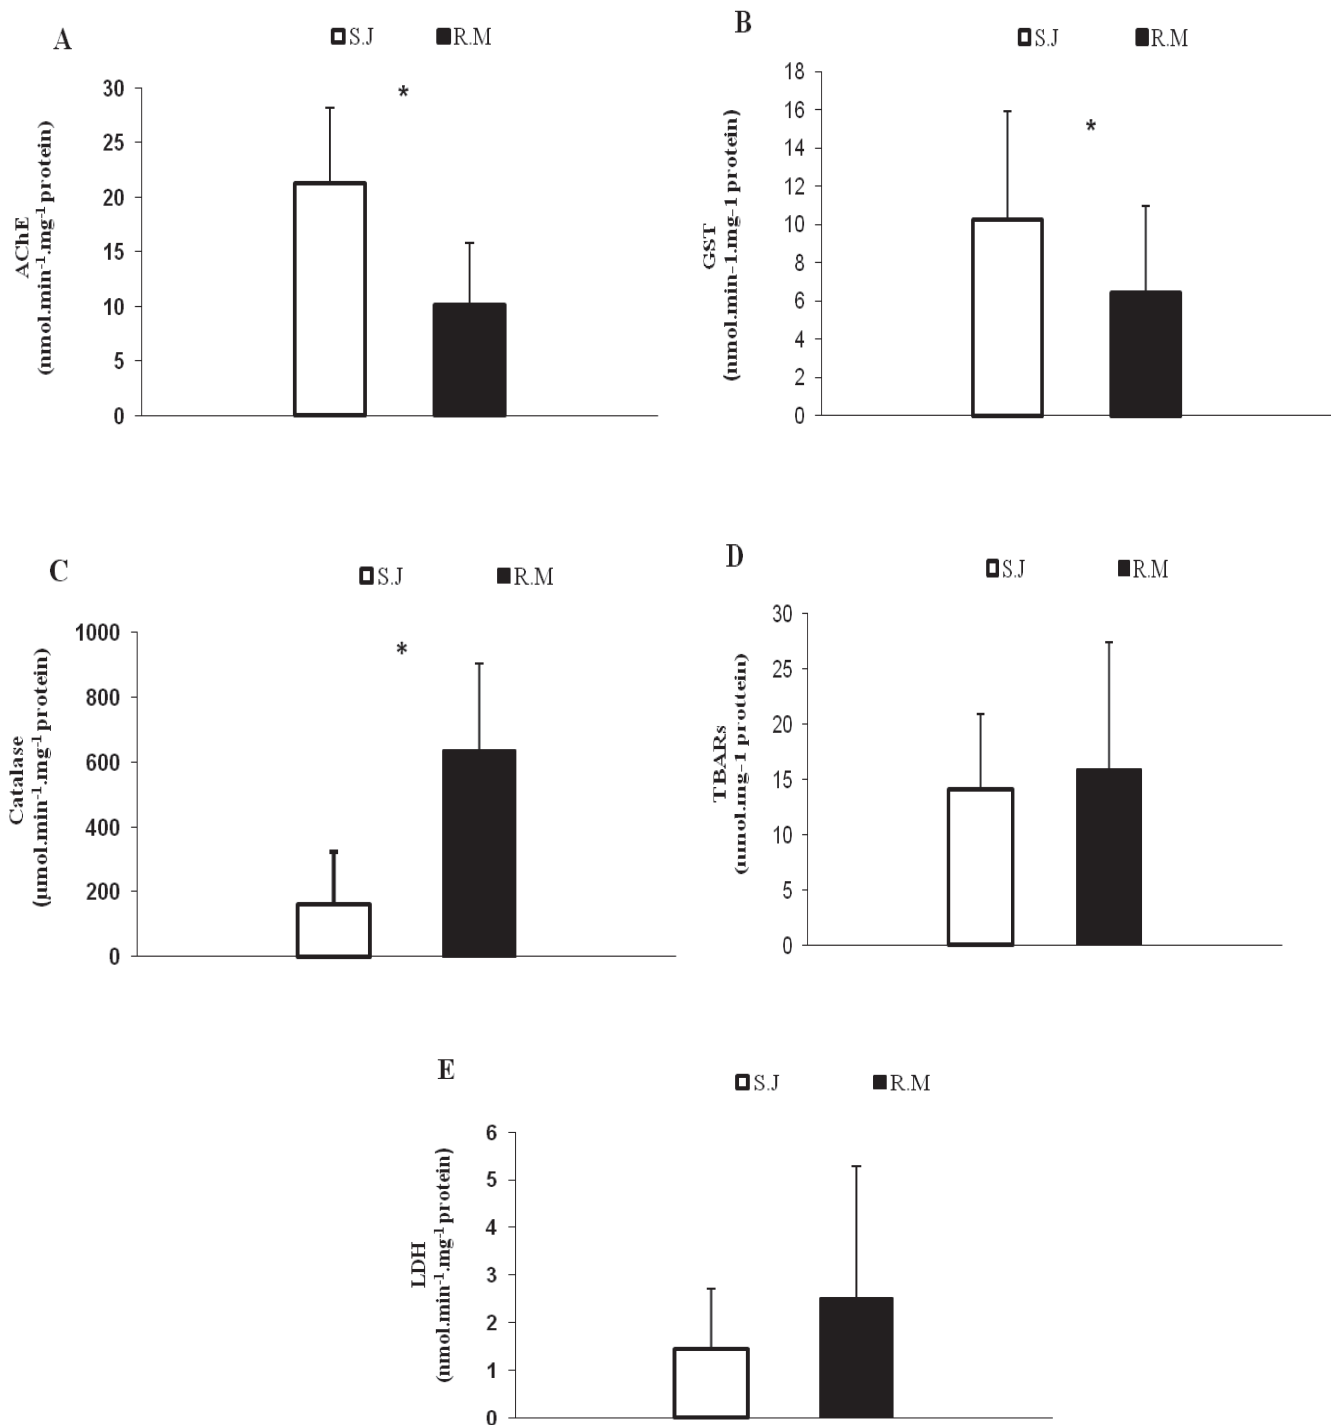 A
S.J R.M
*
30
25
20
15
10
5
0
AChE
(nmol.min⁻¹.mg⁻¹ protein)
B
S.J R.M
*
18
16
14
12
10
8
6
4
2
0
GST
(nmol.min-1.mg-1 protein)
C
S.J R.M
*
1000
800
600
400
200
0
Catalase
(µmol.min⁻¹.mg⁻¹ protein)
D
S.J R.M
30
25
20
15
10
5
0
TBARs
(nmol.mg-1 prottein)
E
S.J R.M
6
5
4
3
2
1
0
LDH
(nmol.min⁻¹.mg⁻¹ protein)